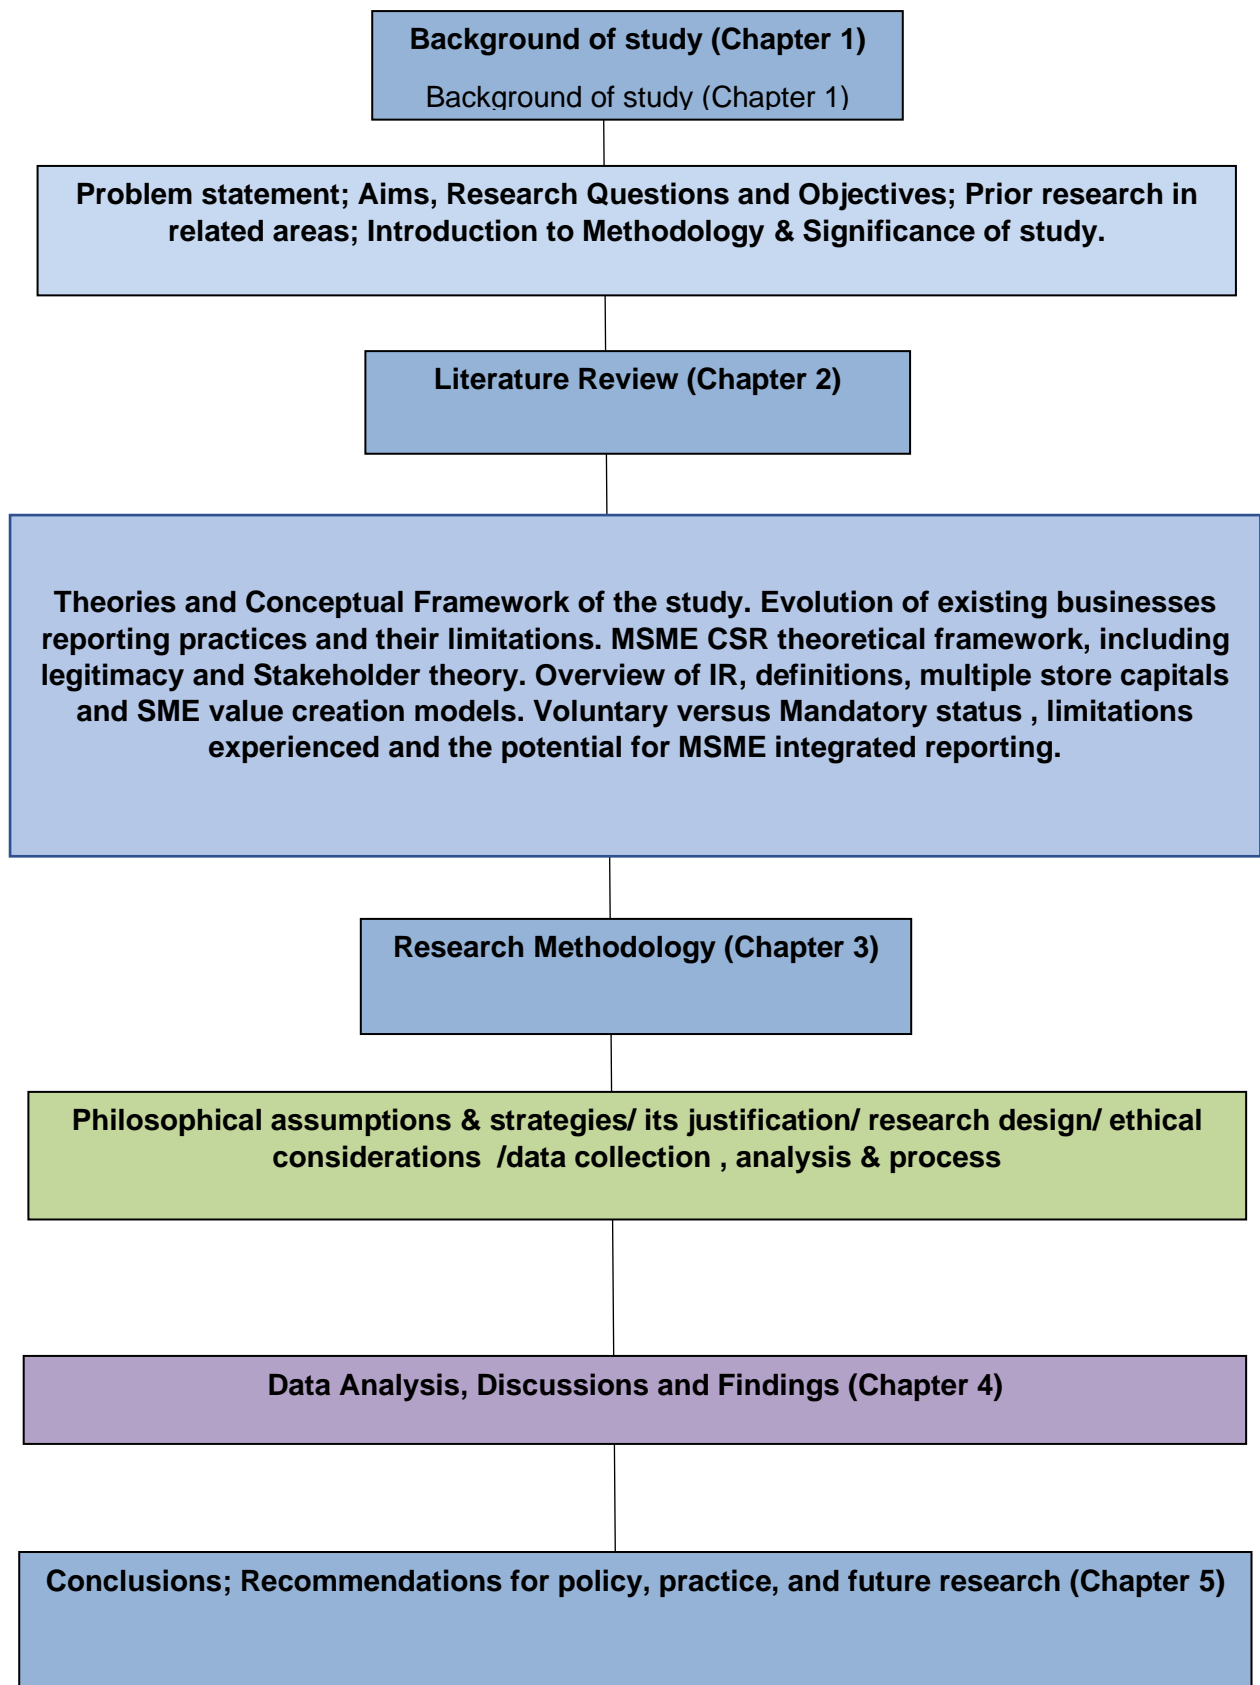 Background of study (Chapter 1)
Background of study (Chapter 1)
Problem statement; Aims, Research Questions and Objectives; Prior research in
related areas; Introduction to Methodology & Significance of study.
Literature Review (Chapter 2)
Theories and Conceptual Framework of the study. Evolution of existing businesses
reporting practices and their limitations. MSME CSR theoretical framework, including
legitimacy and Stakeholder theory. Overview of IR, definitions, multiple store capitals
and SME value creation models. Voluntary versus Mandatory status , limitations
experienced and the potential for MSME integrated reporting.
Research Methodology (Chapter 3)
Philosophical assumptions & strategies/ its justification/ research design/ ethical
considerations /data collection , analysis & process
Data Analysis, Discussions and Findings (Chapter 4)
Conclusions; Recommendations for policy, practice, and future research (Chapter 5)